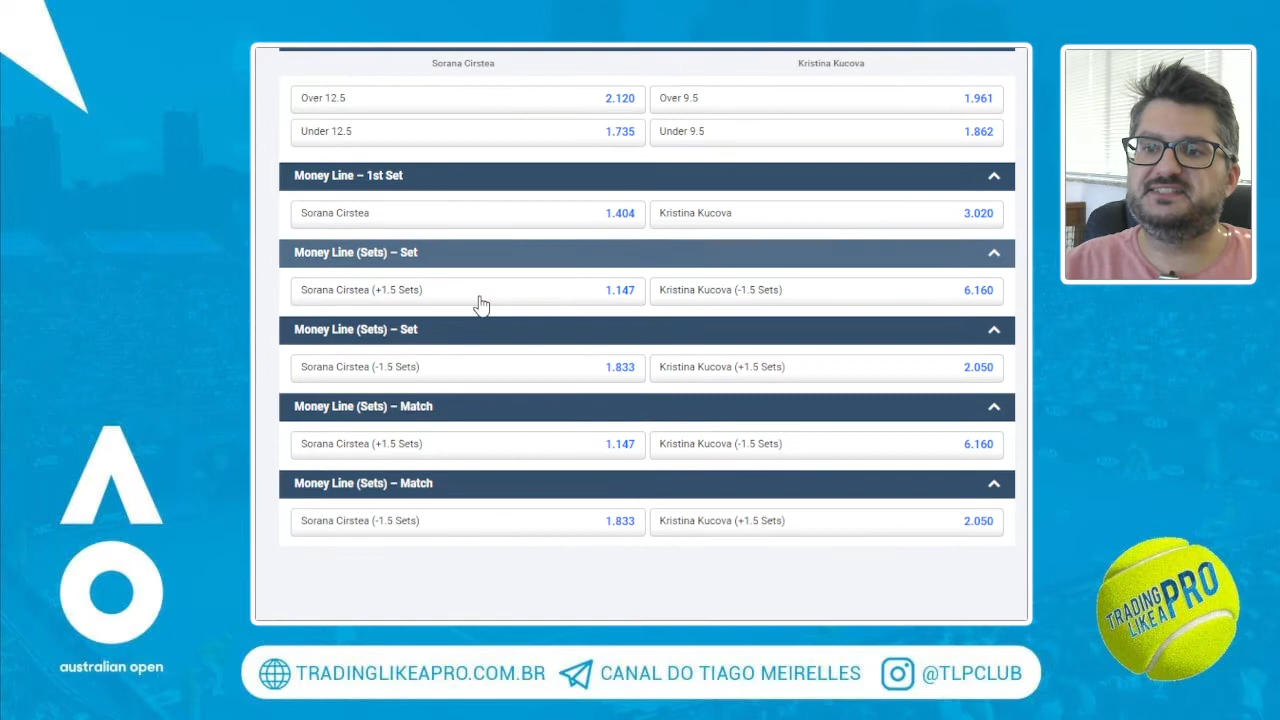 Sorana Cirstea Kristina Kucova
Over 12.5 2.120 Over 9.5 1.961
Under 12.5 1.735 Under 9.5 1.862
Money Line – 1st Set
Sorana Cirstea 1.404 Kristina Kucova 3.020
Money Line (Sets) – Set
Sorana Cirstea (+1.5 Sets) 1.147 Kristina Kucova (-1.5 Sets) 6.160
Money Line (Sets) – Set
Sorana Cirstea (-1.5 Sets) 1.833 Kristina Kucova (+1.5 Sets) 2.050
Money Line (Sets) – Match
Sorana Cirstea (+1.5 Sets) 1.147 Kristina Kucova (-1.5 Sets) 6.160
Money Line (Sets) – Match
Sorana Cirstea (-1.5 Sets) 1.833 Kristina Kucova (+1.5 Sets) 2.050
AO
australian open
TRADING
LIKE A PRO
TRADINGLIKEAPRO.COM.BR CANAL DO TIAGO MEIRELLES @TLPCLUB